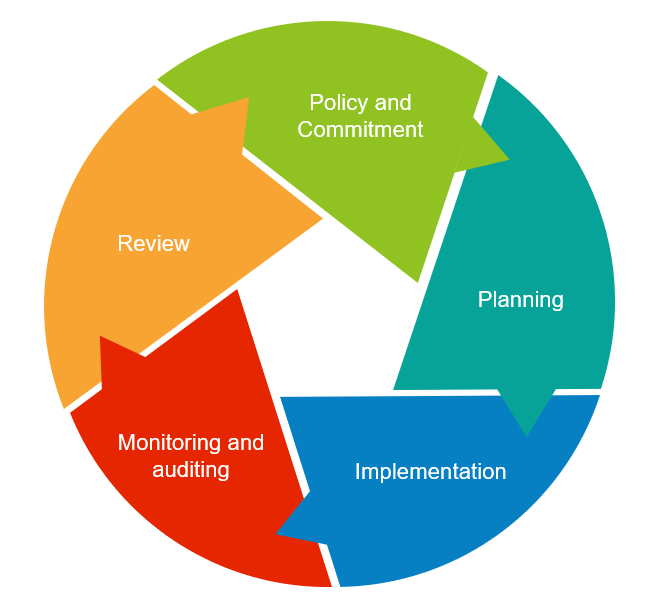 Policy and
Commitment
Planning
Implementation
Monitoring and
auditing
Review